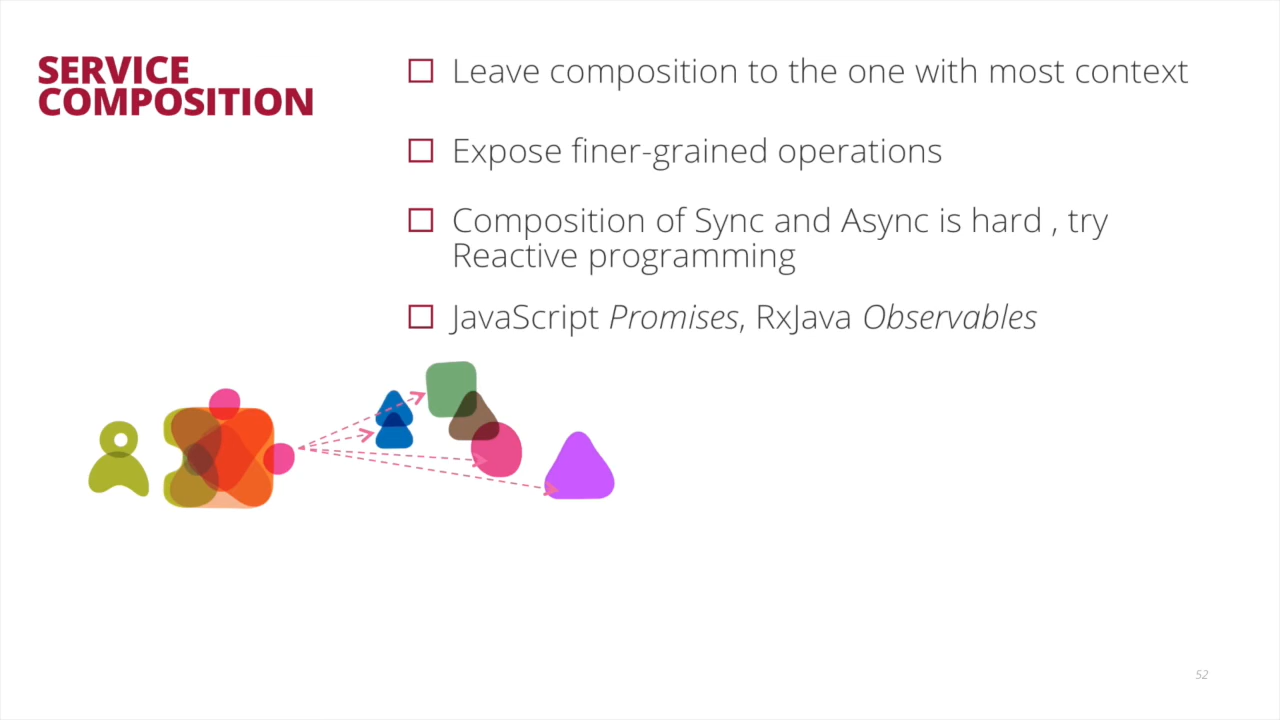 SERVICE
COMPOSITION
Leave composition to the one with most context
Expose finer-grained operations
Composition of Sync and Async is hard , try
Reactive programming
JavaScript Promises, RxJava Observables
52